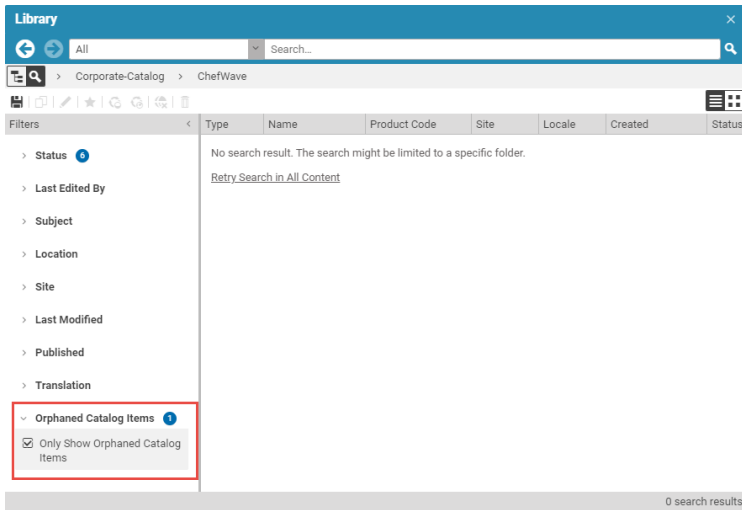 Library
All
Search...
> Corporate-Catalog > ChefWave
Filters
Type Name Product Code Site Locale Created Status
Status 6
Last Edited By
Subject
Location
Site
Last Modified
Published
Translation
Orphaned Catalog Items 1
Only Show Orphaned Catalog
Items
No search result. The search might be limited to a specific folder.
Retry Search in All Content
0 search results